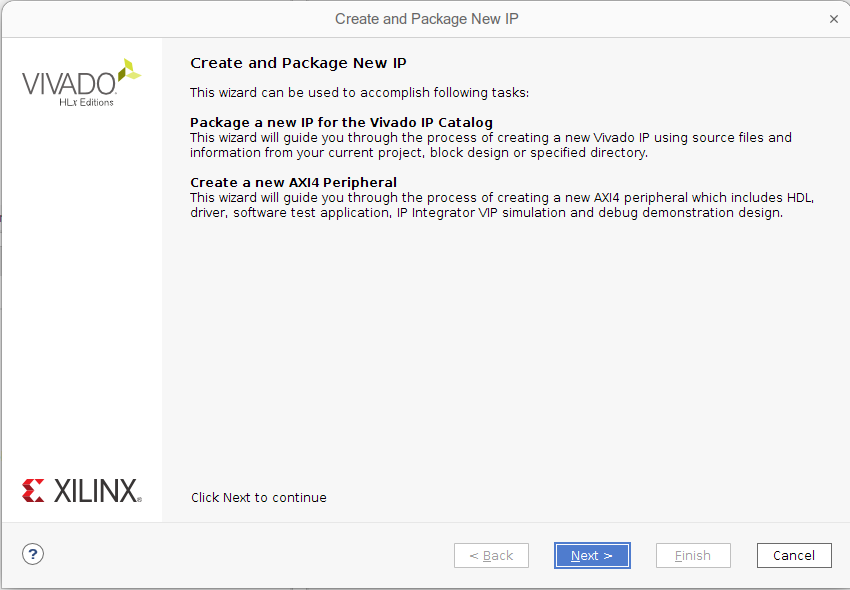 Create and Package New IP
×
VIVADO
HLx Editions
Create and Package New IP
This wizard can be used to accomplish following tasks:
Package a new IP for the Vivado IP Catalog
This wizard will guide you through the process of creating a new Vivado IP using source files and
information from your current project, block design or specified directory.
Create a new AXI4 Peripheral
This wizard will guide you through the process of creating a new AXI4 peripheral which includes HDL,
driver, software test application, IP Integrator VIP simulation and debug demonstration design.
XILINX®
Click Next to continue
?
< Back
Next >
Finish
Cancel